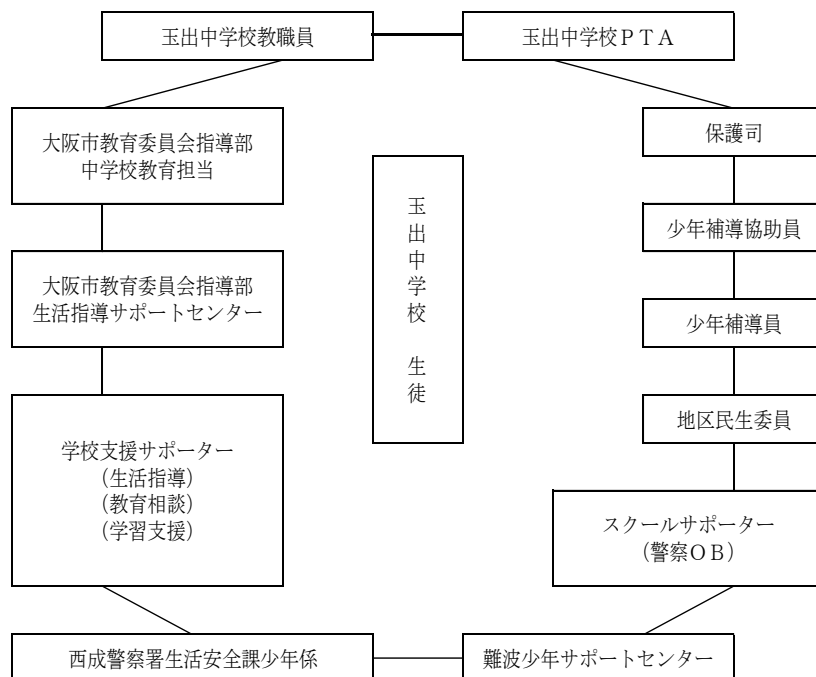 玉出中学校教職員
玉出中学校PTA
大阪市教育委員会指導部
中学校教育担当
保護司
玉出中学校 生徒
少年補導協助員
大阪市教育委員会指導部
生活指導サポートセンター
少年補導員
地区民生委員
学校支援サポーター
(生活指導)
(教育相談)
(学習支援)
スクールサポーター
(警察OB)
西成警察署生活安全課少年係
難波少年サポートセンター